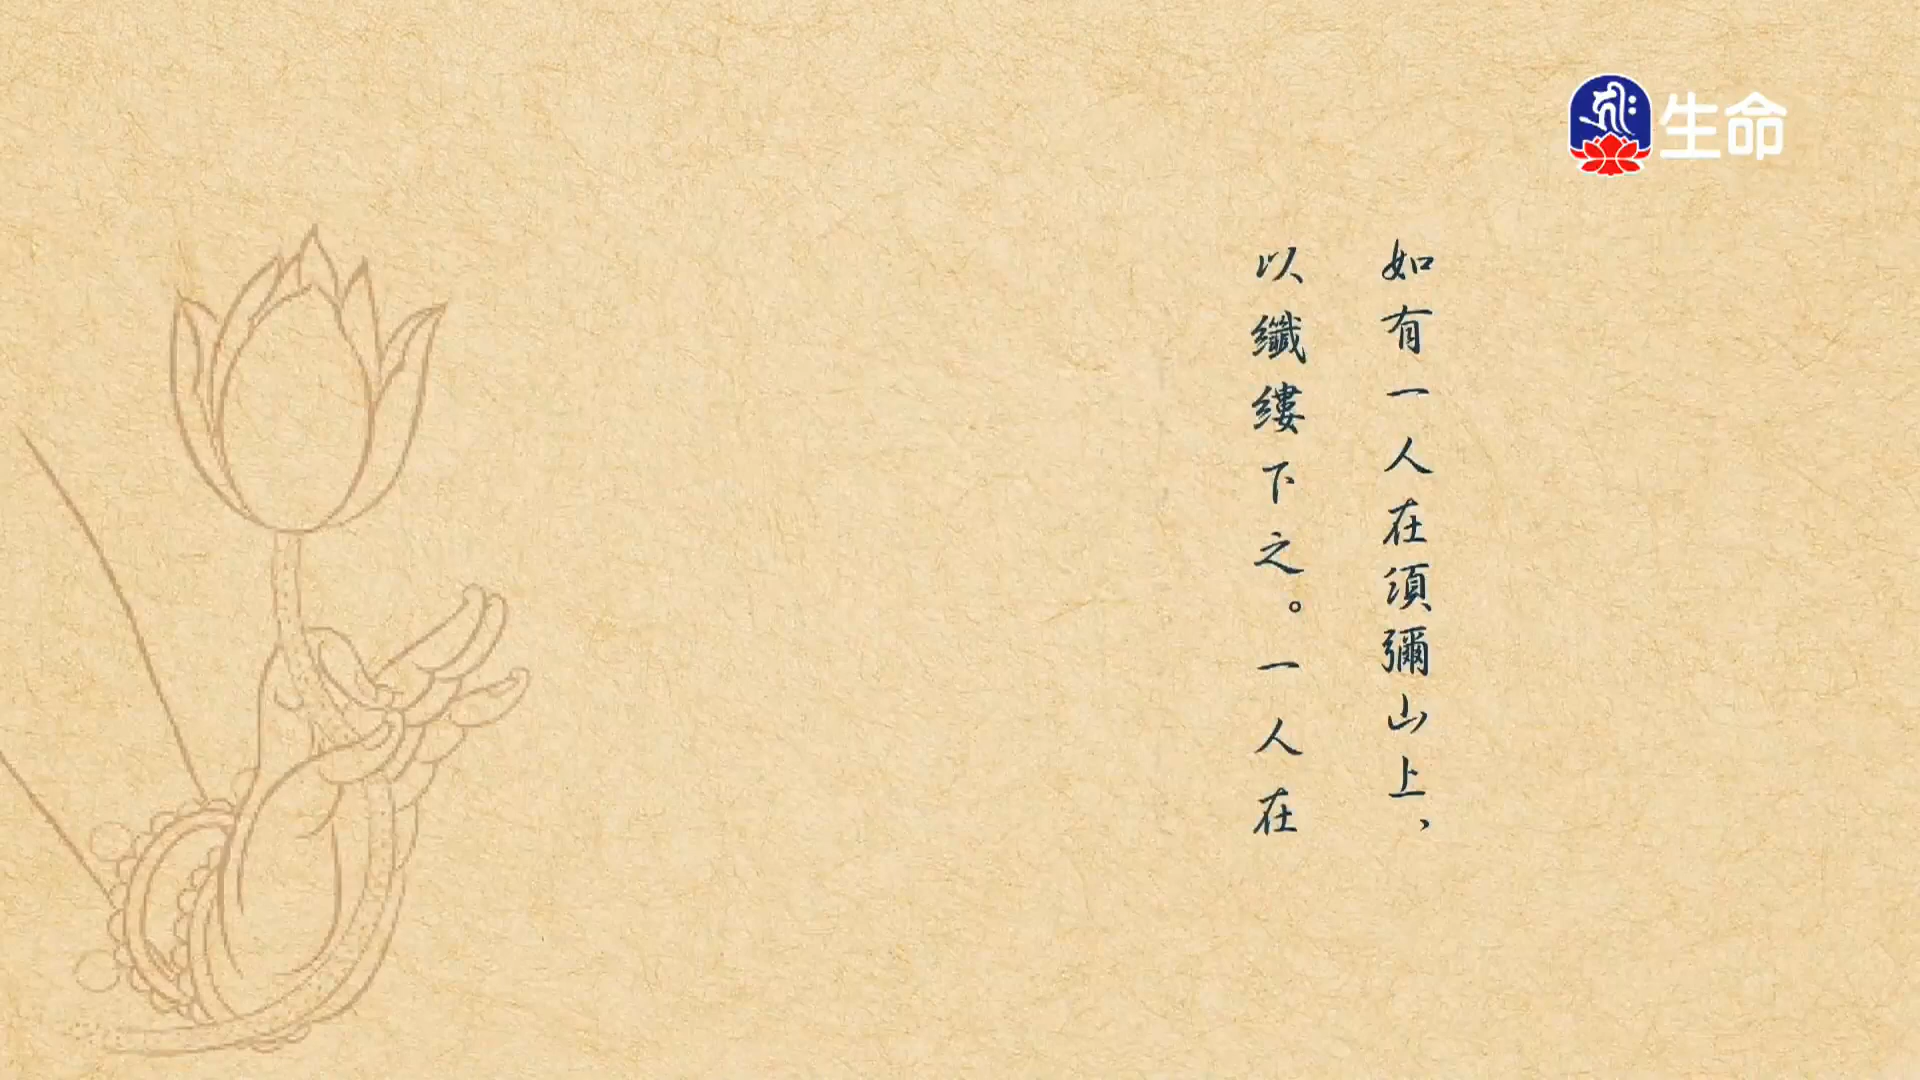 生命
如有一人在須彌山上、
以纖縷下之。一人在